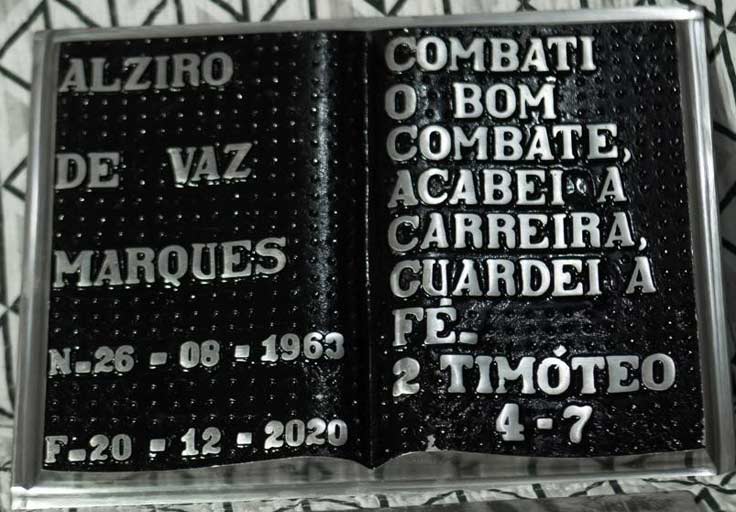 ALZIRO
DE VAZ
MARQUES
N.26 - 08 - 1963
F.20 - 12 - 2020
COMBATI
O BOM
COMBATE,
ACABEI A
CARREIRA,
GUARDEI A
FÉ.
2 TIMÓTEO
4 - 7